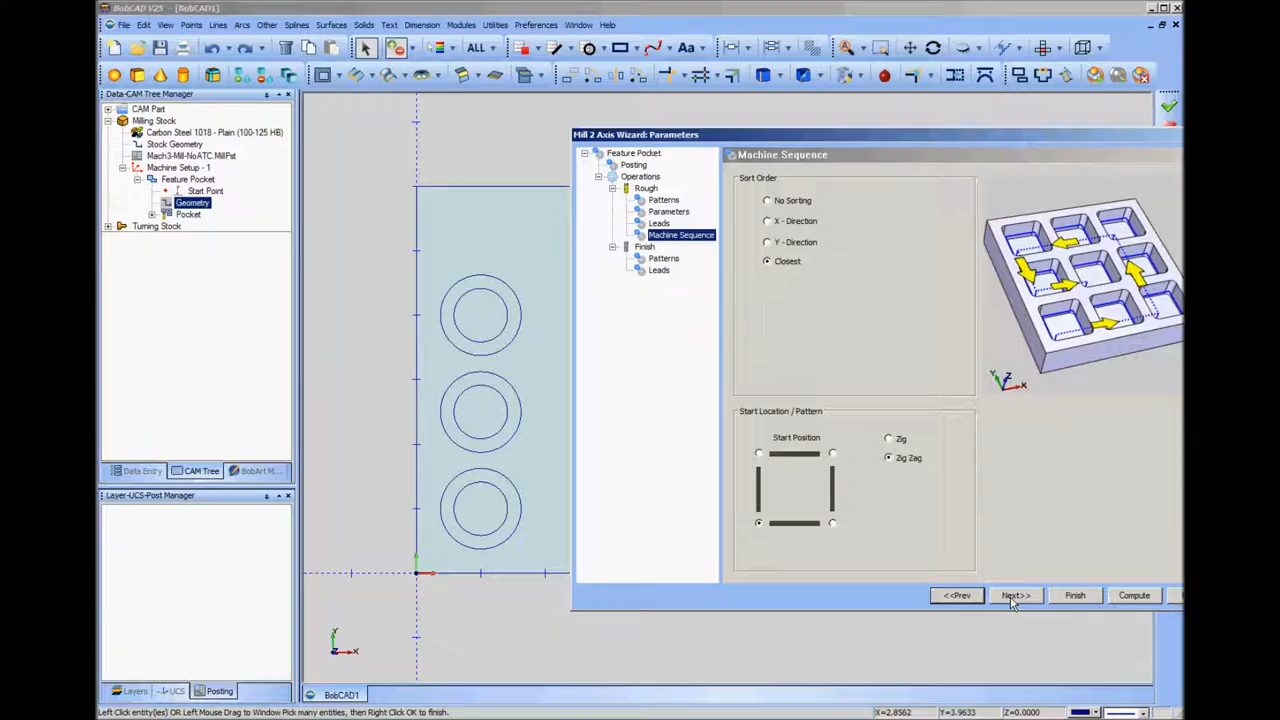 BobCAD V25 - [BobCAD1]
File Edit View Points Lines Arcs Other Splines Surfaces Solids Text Dimension Modules Utilities Preferences Window Help
ALL
Aa
Data-CAM Tree Manager
CAM Part
Milling Stock
Carbon Steel 1018 - Plain (100-125 HB)
Stock Geometry
Mach3-Mill-NoATC.MillPst
Machine Setup - 1
Feature Pocket
Start Point
Geometry
Pocket
Turning Stock
Data Entry CAM Tree BobArt M...
Layer-UCS-Post Manager
Layers UCS Posting
Mill 2 Axis Wizard: Parameters
Feature Pocket
Posting
Operations
Rough
Patterns
Parameters
Leads
Machine Sequence
Finish
Patterns
Leads
Machine Sequence
Sort Order
No Sorting
X - Direction
Y - Direction
Closest
Y Z X
Start Location / Pattern
Start Position
Zig
Zig Zag
<<Prev Next>> Finish Compute
Y
Z X
BobCAD1
Left Click entity(ies) OR Left Mouse Drag to Window Pick many entities, then Right Click OK to finish.
X=2.8562 Y=3.9633 Z=0.0000